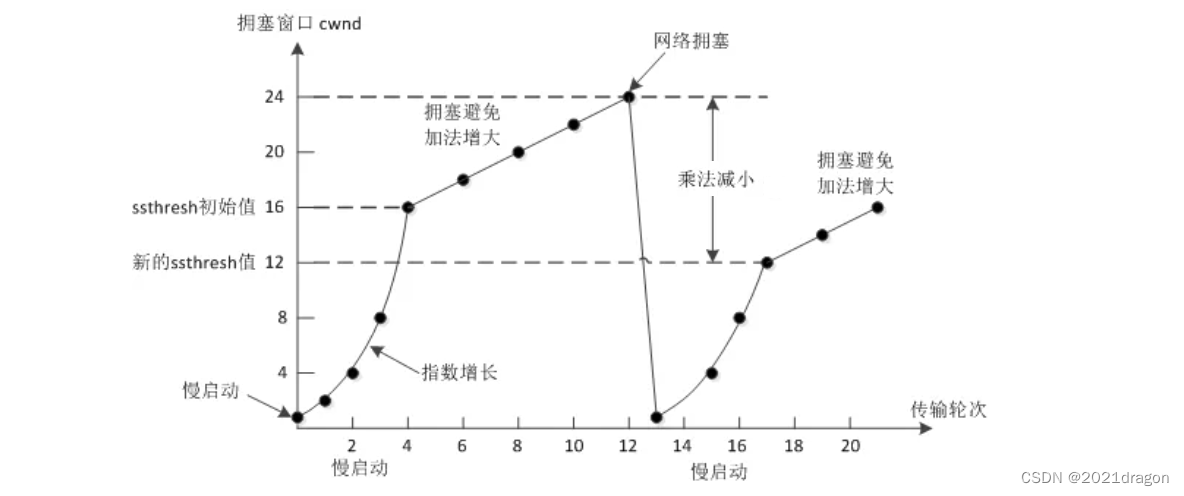 拥塞窗口 cwnd
网络拥塞
24
拥塞避免
加法增大
20
拥塞避免
加法增大
乘法减小
ssthresh初始值 16
新的ssthresh值 12
8
4
指数增长
慢启动
传输轮次
2 4 6 8 10 12 14 16 18 20
慢启动
慢启动
CSDN @2021dragon